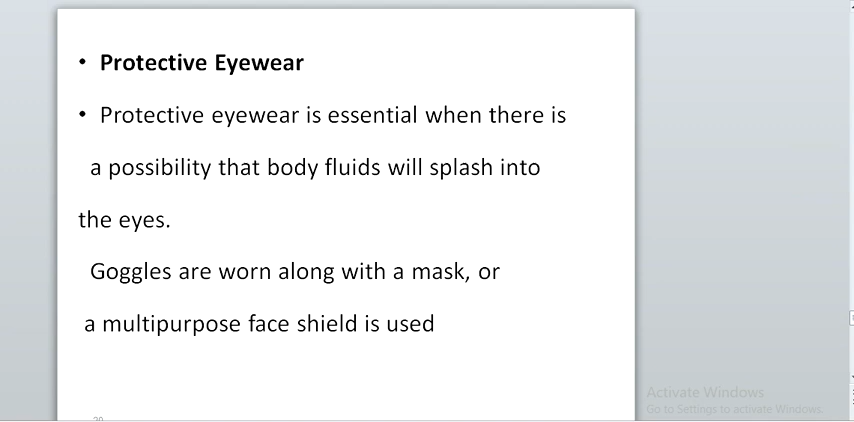 • Protective Eyewear
• Protective eyewear is essential when there is
a possibility that body fluids will splash into
the eyes.
Goggles are worn along with a mask, or
a multipurpose face shield is used
Activate Windows
Go to Settings to activate Windows.